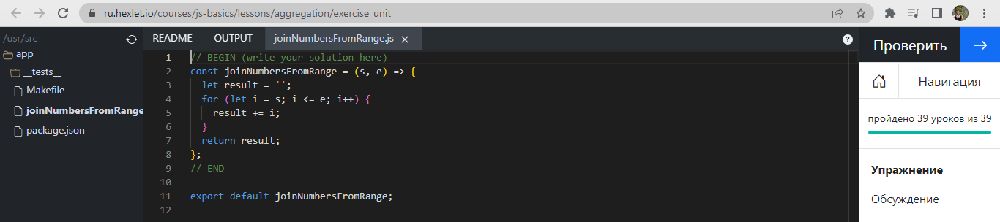 ru.hexlet.io/courses/js-basics/lessons/aggregation/exercise_unit
/usr/src
app
__tests__
Makefile
joinNumbersFromRange
package.json
README OUTPUT joinNumbersFromRange.js ×
?
1 // BEGIN (write your solution here)
2 const joinNumbersFromRange = (s, e) => {
3 let result = '';
4 for (let i = s; i <= e; i++) {
5 result += i;
6 }
7 return result;
8 };
9 // END
10
11 export default joinNumbersFromRange;
12
Проверить
Навигация
пройдено 39 уроков из 39
Упражнение
Обсуждение